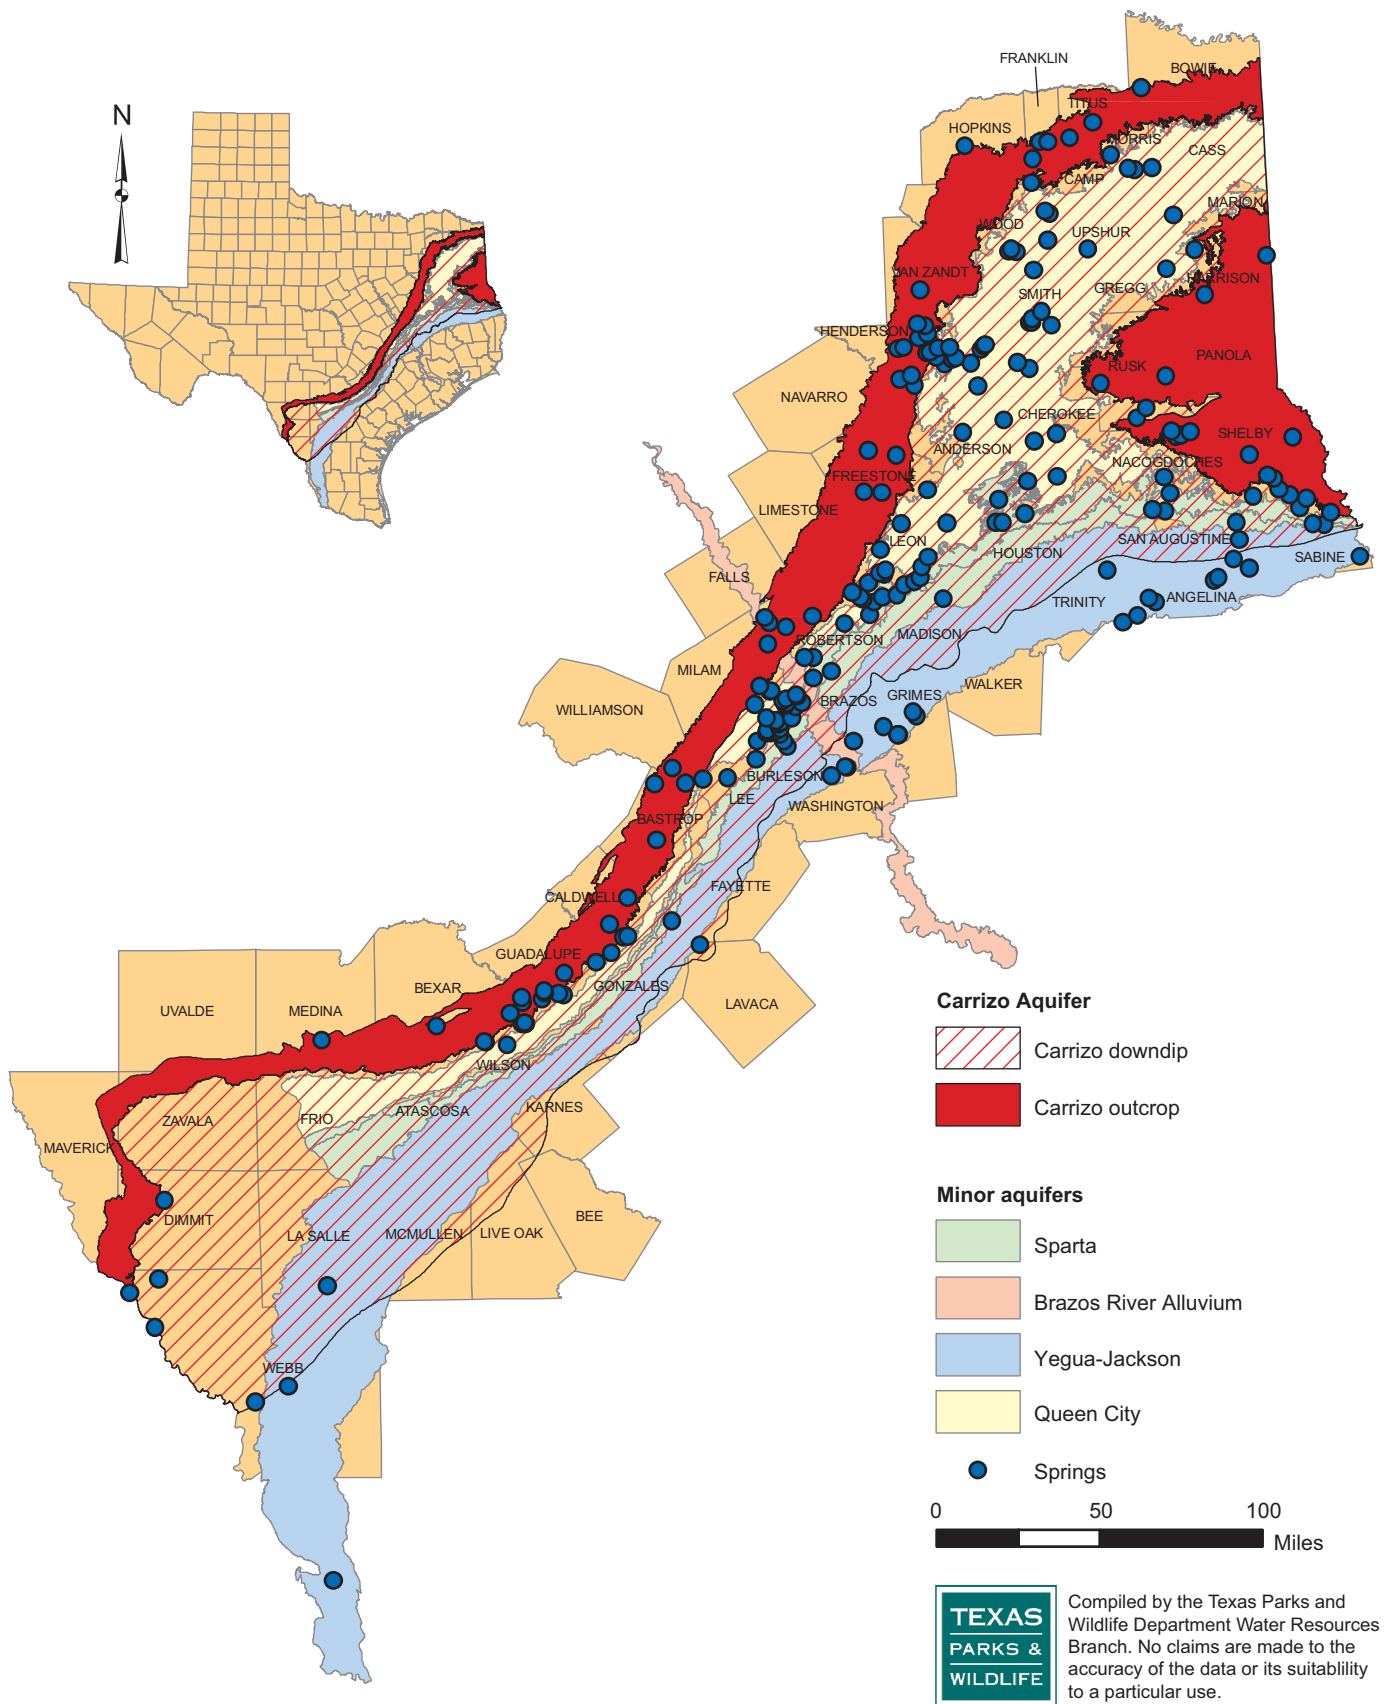 FRANKLIN
BOWIE
N
TITUS
HOPKINS
MORRIS
CASS
CAMP
MARION
WOOD
UPSHUR
VAN ZANDT
HARRISON
GREGG
SMITH
HENDERSON
PANOLA
RUSK
NAVARRO
CHEROKEE
SHELBY
ANDERSON
NACOGDOCHES
FREESTONE
LIMESTONE
LEON
SAN AUGUSTINE
HOUSTON
SABINE
FALLS
ANGELINA
TRINITY
MADISON
ROBERTSON
MILAM
WALKER
GRIMES
BRAZOS
WILLIAMSON
BURLESON
LEE
WASHINGTON
BASTROP
FAYETTE
CALDWELL
GUADALUPE
GONZALES
BEXAR
LAVACA
UVALDE
MEDINA
WILSON
KARNES
ATASCOSA
FRIO
ZAVALA
MAVERICK
BEE
DIMMIT
LIVE OAK
MCMULLEN
LA SALLE
WEBB
Carrizo Aquifer
Carrizo downdip
Carrizo outcrop
Minor aquifers
Sparta
Brazos River Alluvium
Yegua-Jackson
Queen City
Springs
0 50 100
Miles
TEXAS
PARKS &
WILDLIFE
Compiled by the Texas Parks and
Wildlife Department Water Resources
Branch. No claims are made to the
accuracy of the data or its suitablility
to a particular use.